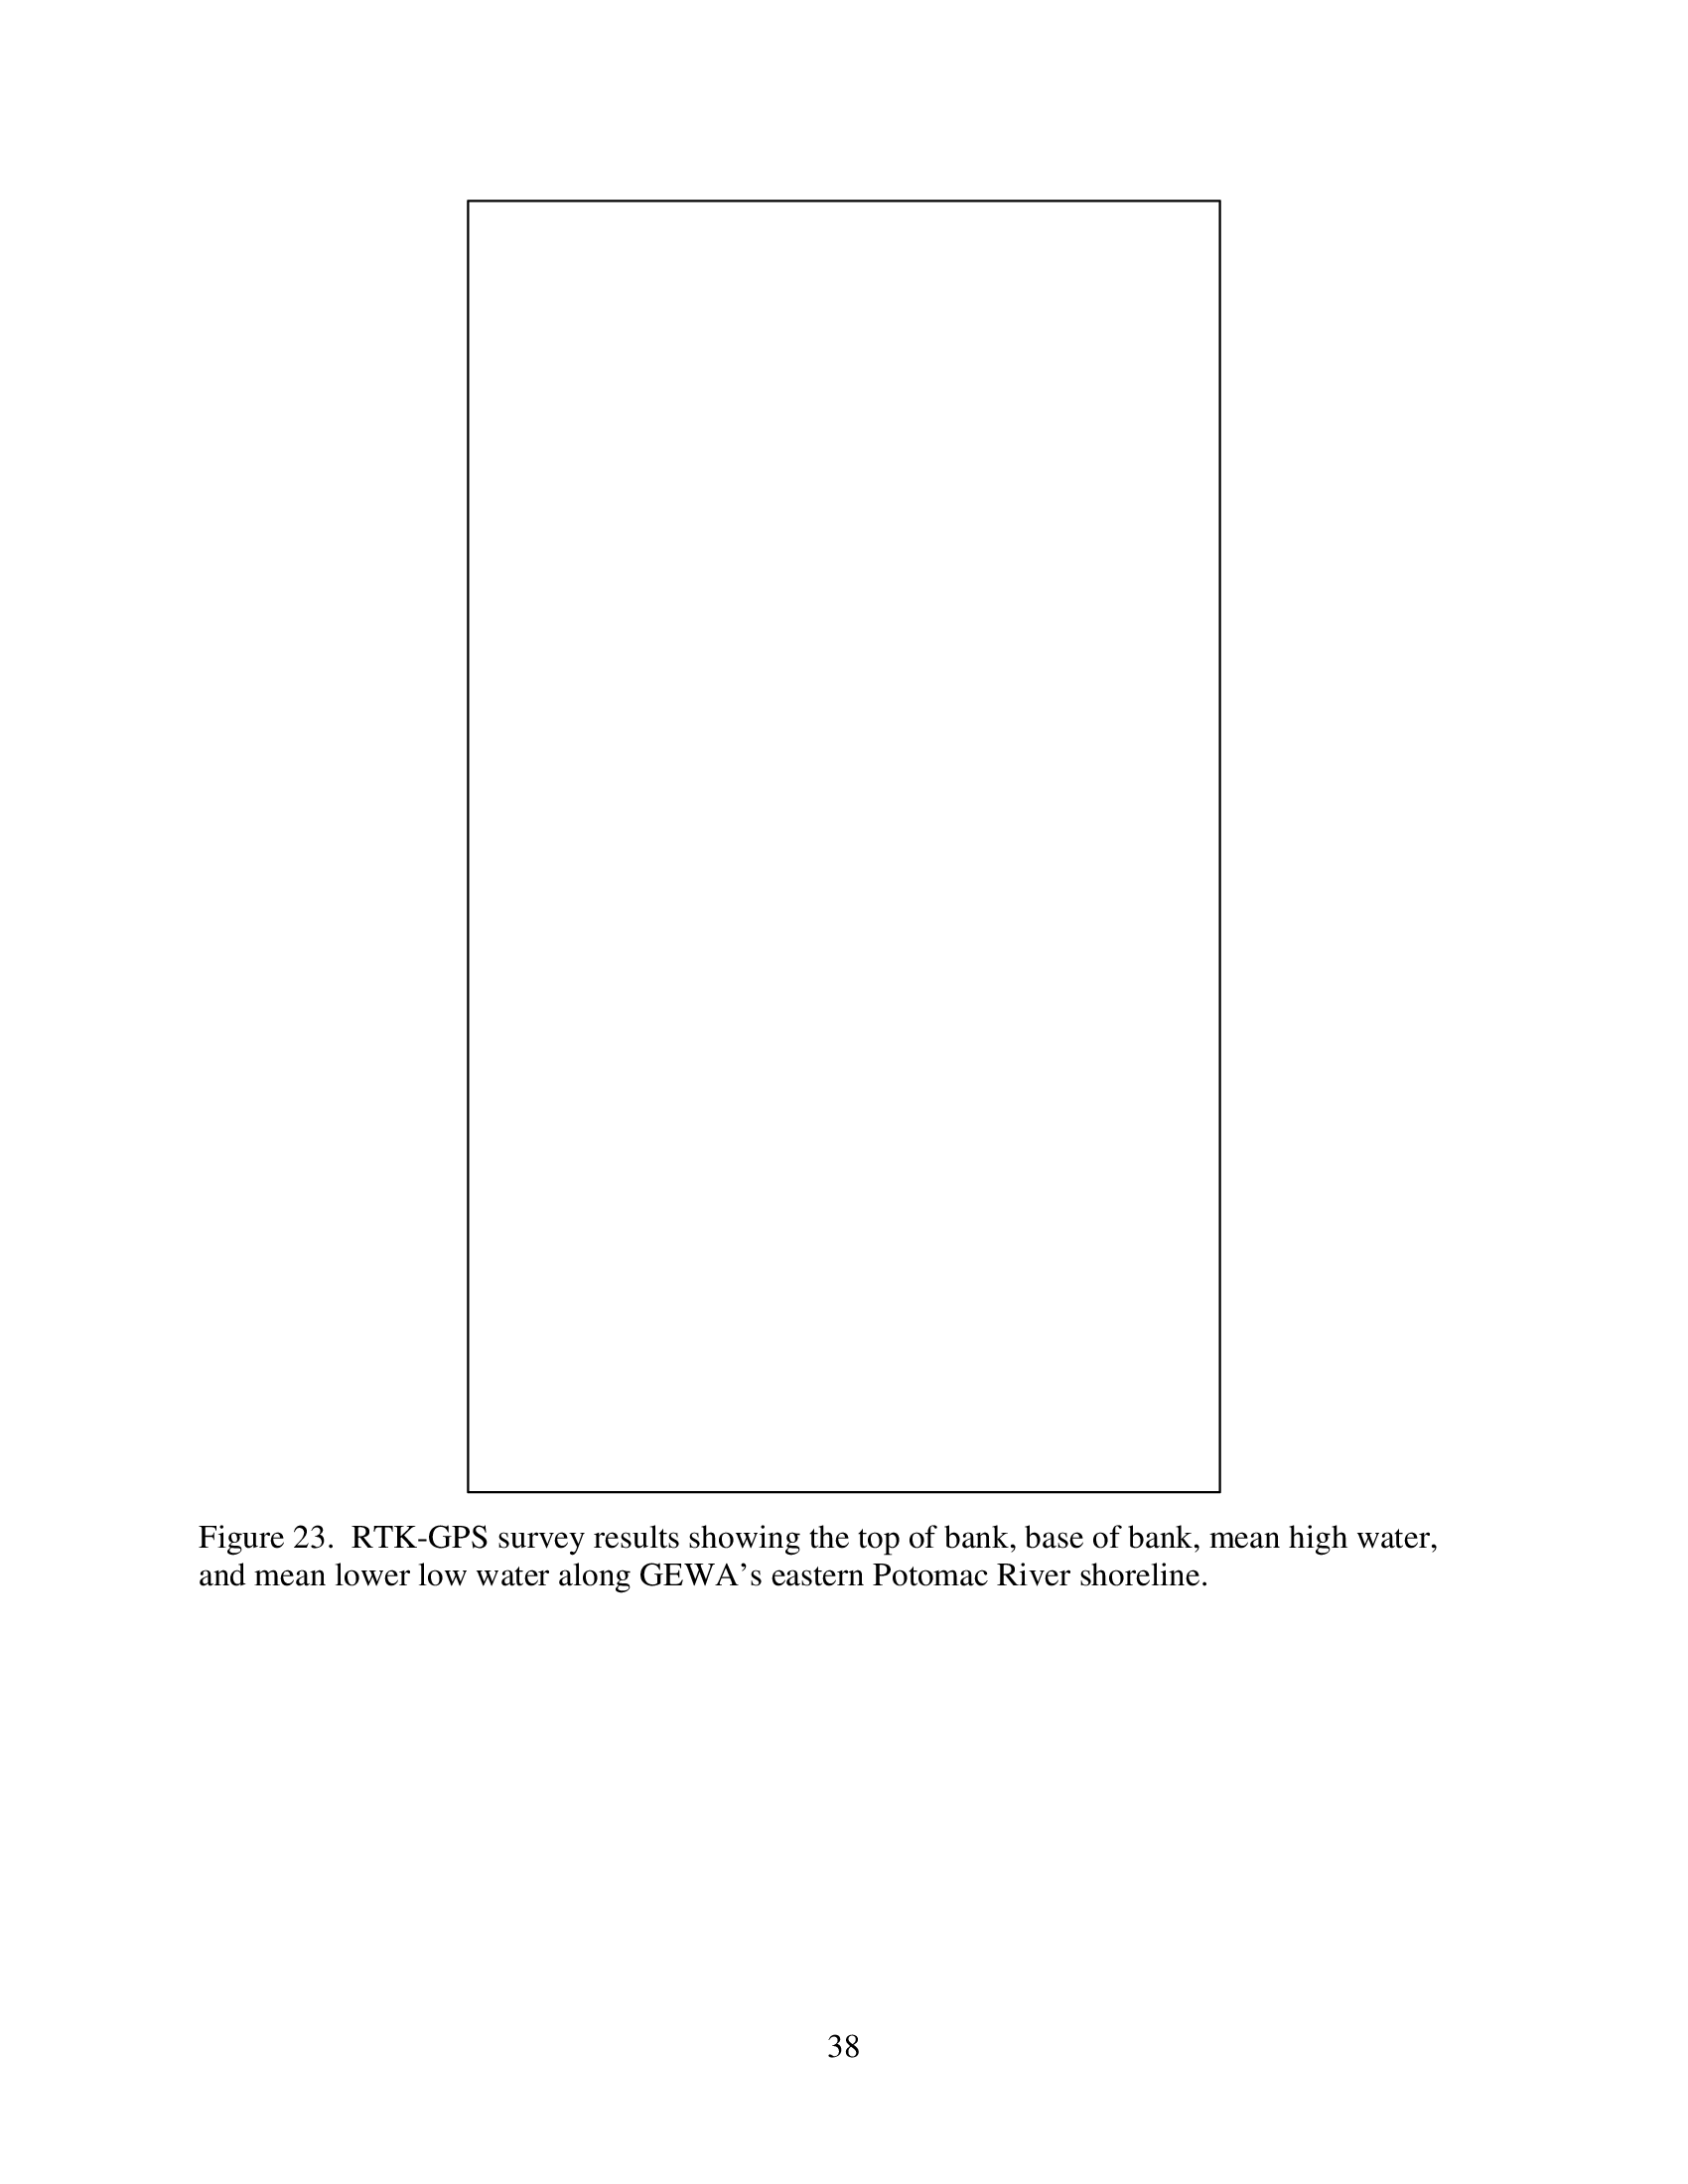 Figure 23.  RTK-GPS survey results showing the top of bank, base of bank, mean high water,
and mean lower low water along GEWA’s eastern Potomac River shoreline.
38